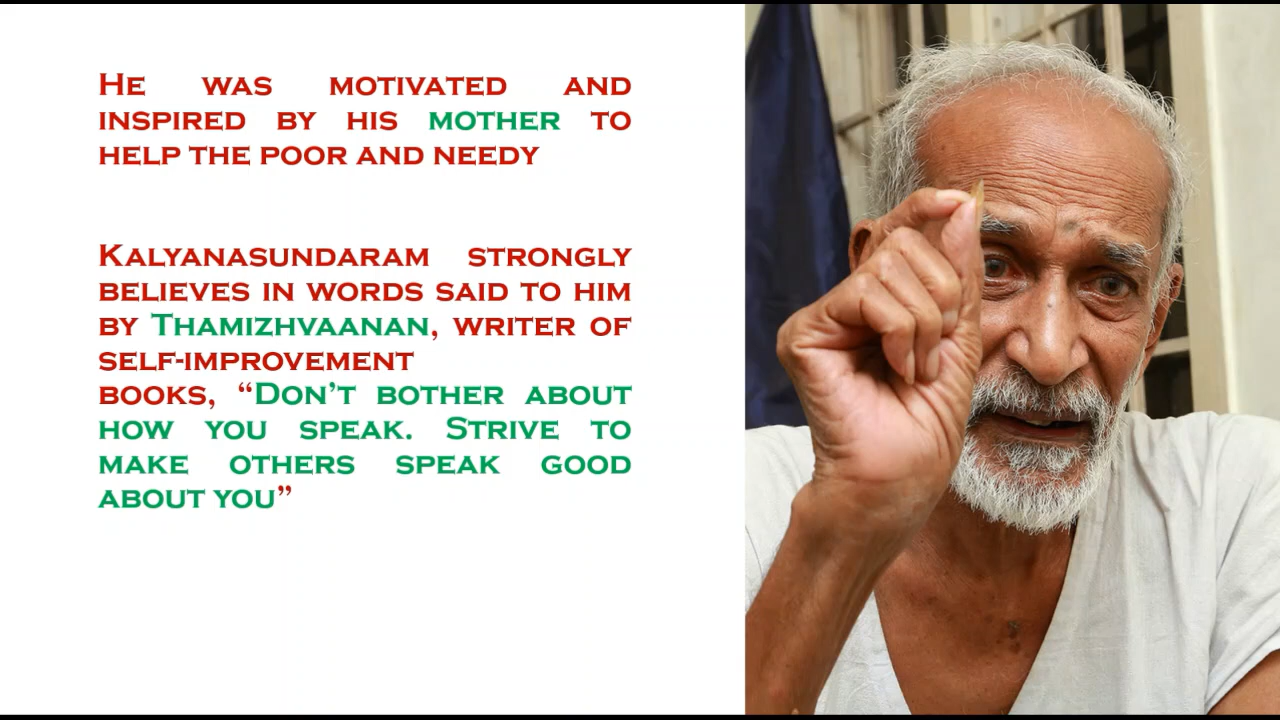 He was motivated and
inspired by his mother to
help the poor and needy
Kalyanasundaram strongly
believes in words said to him
by Thamizhvaanan, writer of
self-improvement
books, “Don’t bother about
how you speak. Strive to
make others speak good
about you”